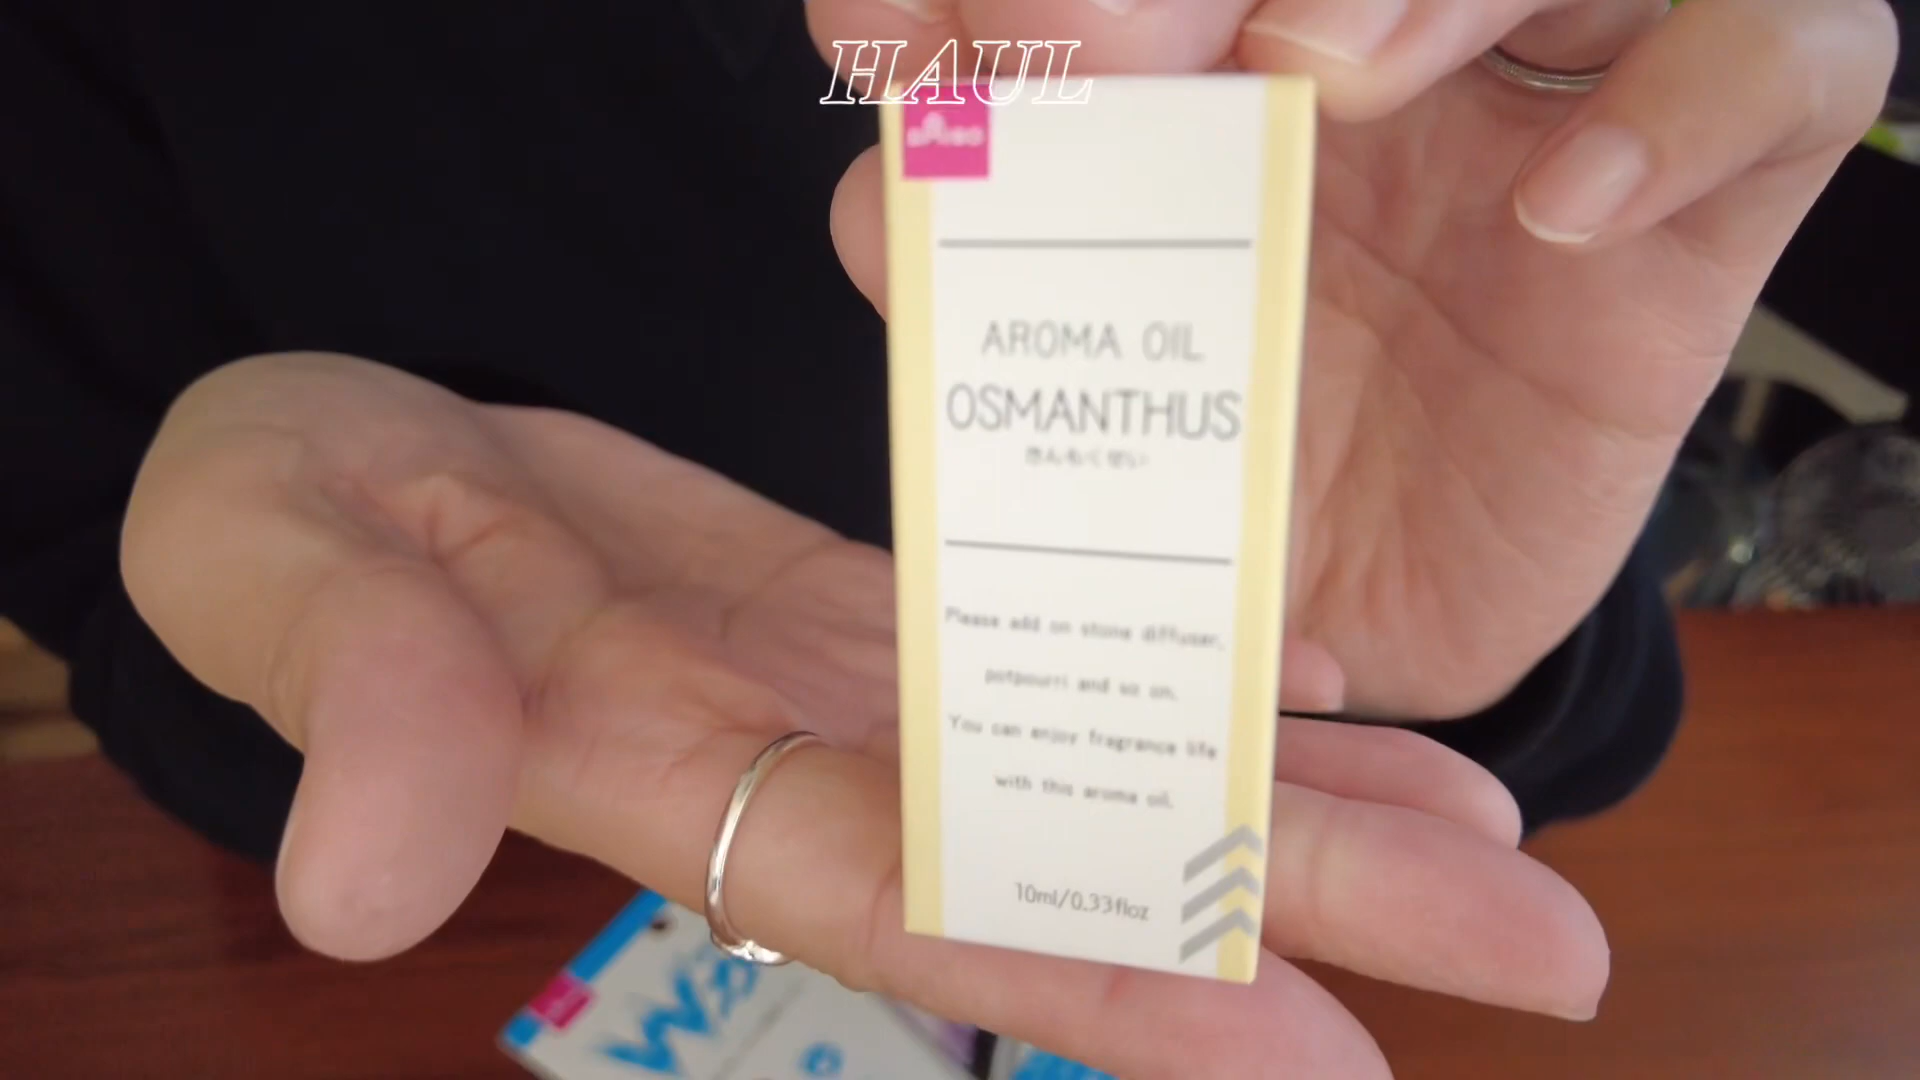 HAUL
DAISO
AROMA OIL
OSMANTHUS
きんもくせい
Please add on stone diffuser,
potpourri and so on.
You can enjoy fragrance life
with this aroma oil.
10ml/0.33floz